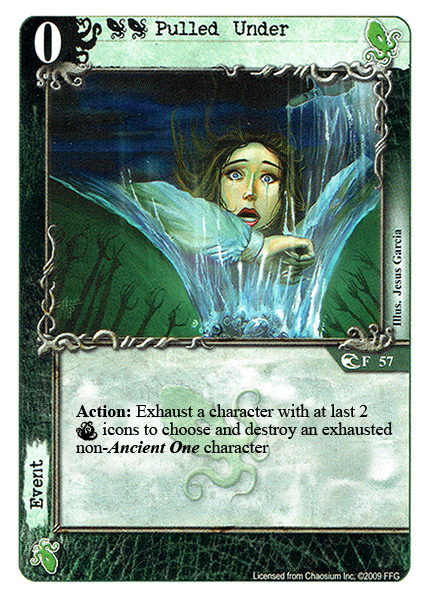 0 Pulled Under
Illus. Jesus Garcia
F 57
Action: Exhaust a character with at last 2
icons to choose and destroy an exhausted
non-Ancient One character
Event
Licensed from Chaosium Inc. ©2009 FFG